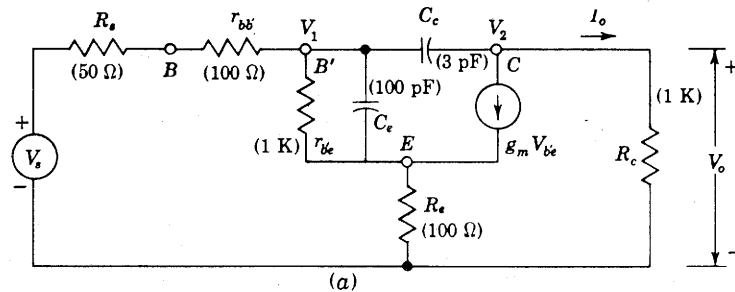 R_s
(50 Ω)
B
r_bb'
(100 Ω)
V_1
B'
C_c
(3 pF)
V_2
C
I_o
+
V_s
−
(1 K)
r_b'e
(100 pF)
C_e
E
g_m V_b'e
R_e
(100 Ω)
(1 K)
R_c
+
V_o
−
(a)